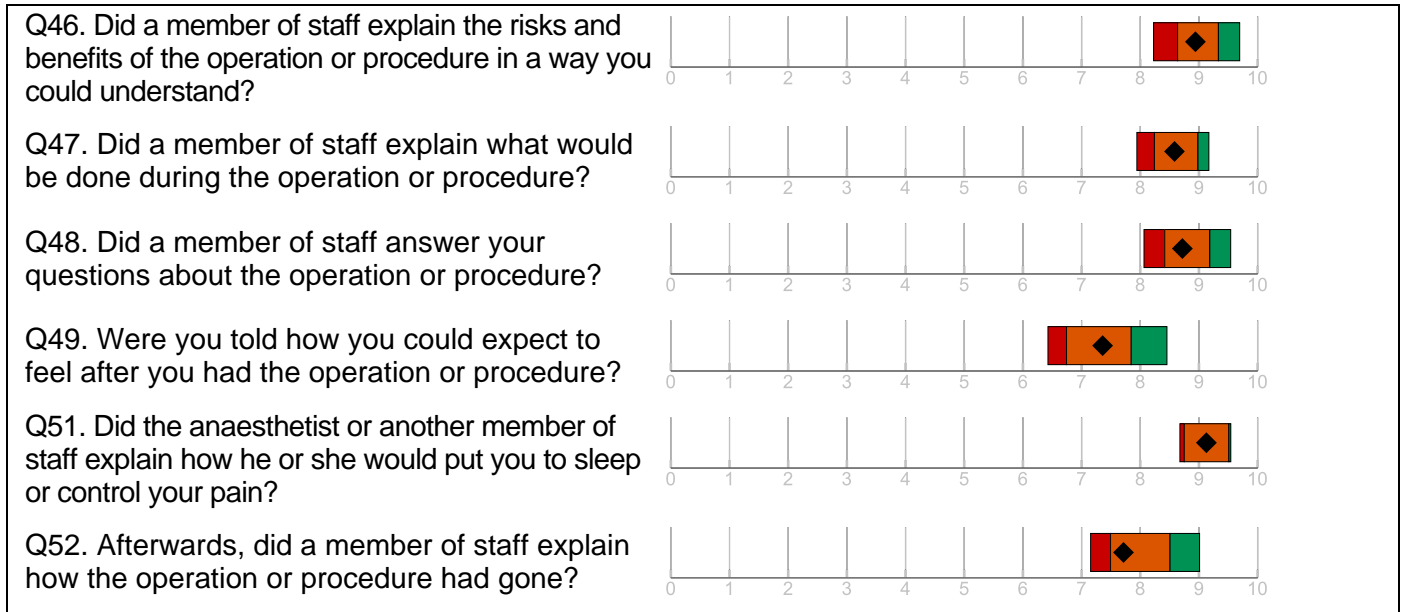 Q46. Did a member of staff explain the risks and
benefits of the operation or procedure in a way you
could understand?
0 1 2 3 4 5 6 7 8 9 10
Q47. Did a member of staff explain what would
be done during the operation or procedure?
0 1 2 3 4 5 6 7 8 9 10
Q48. Did a member of staff answer your
questions about the operation or procedure?
0 1 2 3 4 5 6 7 8 9 10
Q49. Were you told how you could expect to
feel after you had the operation or procedure?
0 1 2 3 4 5 6 7 8 9 10
Q51. Did the anaesthetist or another member of
staff explain how he or she would put you to sleep
or control your pain?
0 1 2 3 4 5 6 7 8 9 10
Q52. Afterwards, did a member of staff explain
how the operation or procedure had gone?
0 1 2 3 4 5 6 7 8 9 10